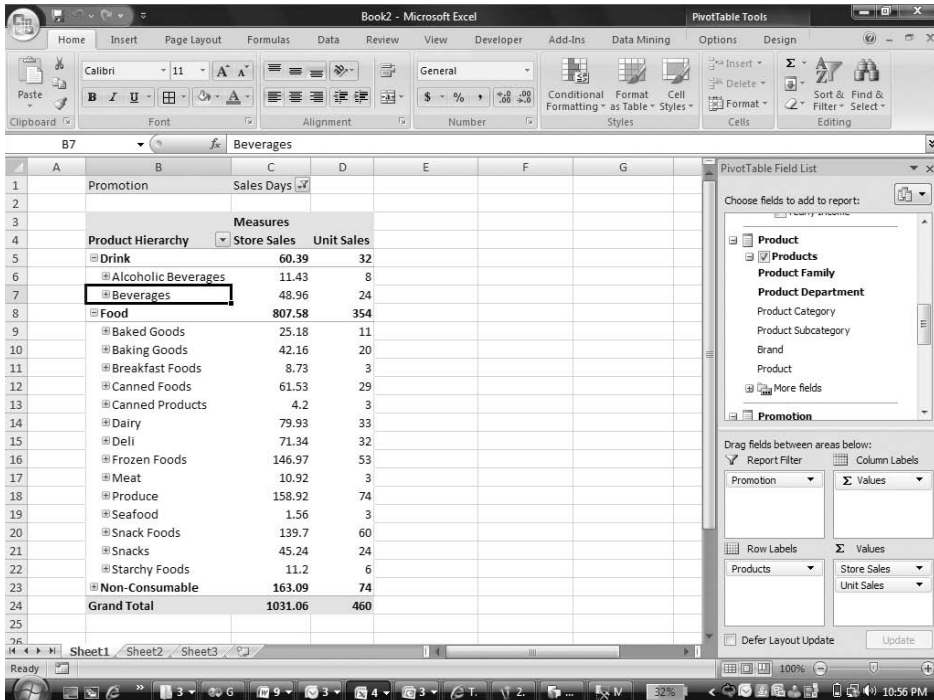 Book2 - Microsoft Excel PivotTable Tools
Home Insert Page Layout Formulas Data Review View Developer Add-Ins Data Mining Options Design
Paste
Clipboard
Calibri 11
B I U
Font
Alignment
General
$ % ,
Number
Conditional Formatting Format as Table Cell Styles
Styles
Insert
Delete
Format
Cells
Sort & Filter Find & Select
Editing
B7 fx Beverages
A B C D E F G
1 Promotion Sales Days
2
3 Measures
4 Product Hierarchy Store Sales Unit Sales
5 Drink 60.39 32
6 Alcoholic Beverages 11.43 8
7 Beverages 48.96 24
8 Food 807.58 354
9 Baked Goods 25.18 11
10 Baking Goods 42.16 20
11 Breakfast Foods 8.73 3
12 Canned Foods 61.53 29
13 Canned Products 4.2 3
14 Dairy 79.93 33
15 Deli 71.34 32
16 Frozen Foods 146.97 53
17 Meat 10.92 3
18 Produce 158.92 74
19 Seafood 1.56 3
20 Snack Foods 139.7 60
21 Snacks 45.24 24
22 Starchy Foods 11.2 6
23 Non-Consumable 163.09 74
24 Grand Total 1031.06 460
25
26
PivotTable Field List
Choose fields to add to report:
Product
Products
Product Family
Product Department
Product Category
Product Subcategory
Brand
Product
More fields
Promotion
Drag fields between areas below:
Report Filter Column Labels
Promotion Σ Values
Row Labels Σ Values
Products Store Sales
Unit Sales
Defer Layout Update Update
Sheet1 Sheet2 Sheet3
Ready 100%
3 G 9 3 4 3 T. 2. ... M 32% 10:56 PM